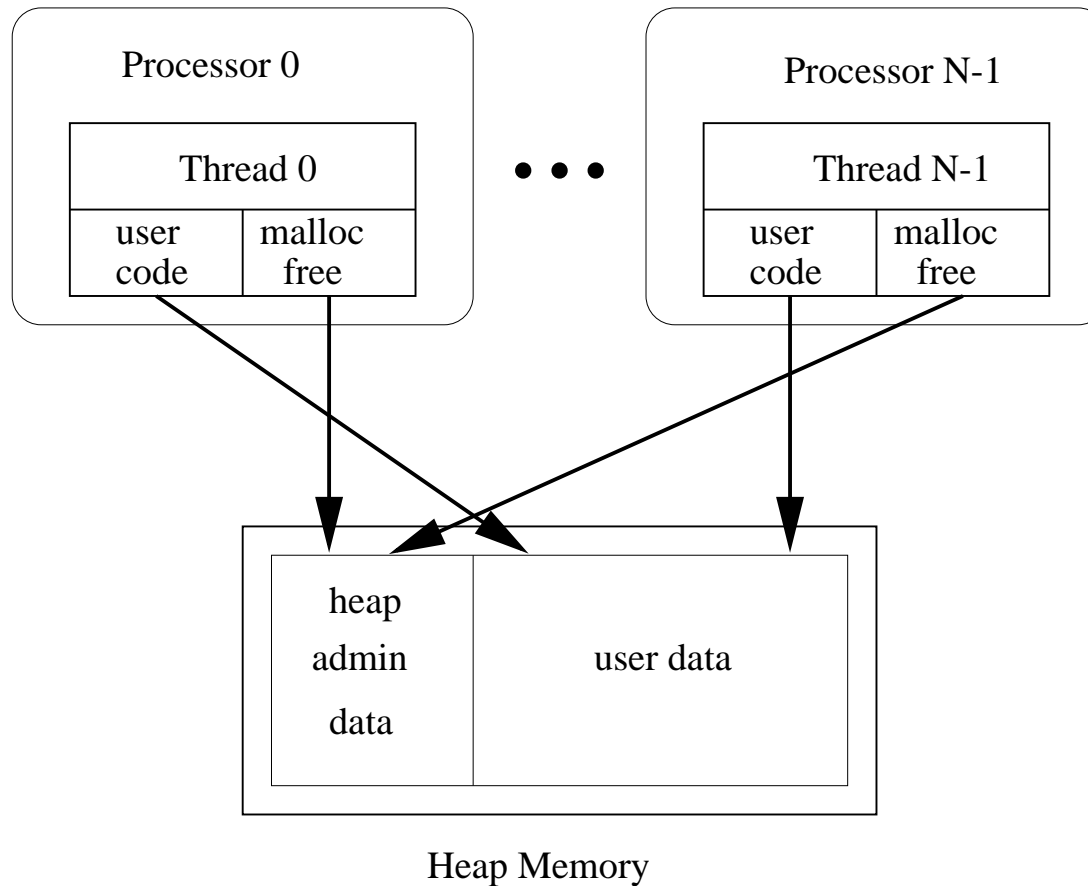 Processor 0
Thread 0
user
code
malloc
free
Processor N-1
Thread N-1
user
code
malloc
free
heap
admin
data
user data
Heap Memory